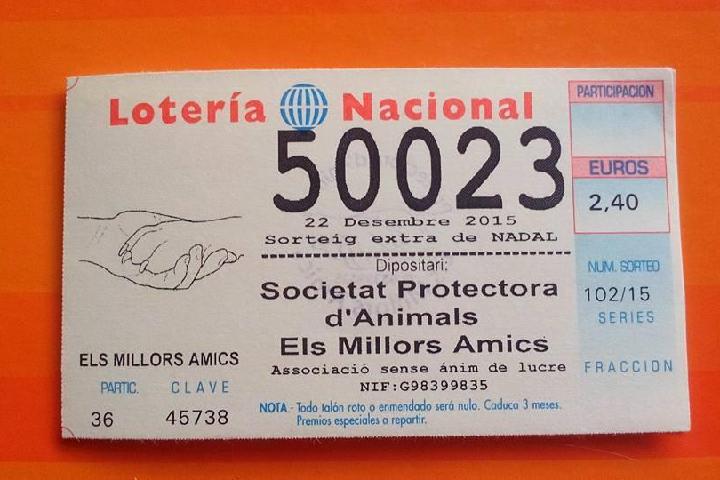 Lotería Nacional
50023
22 Desembre 2015
Sorteig extra de NADAL
Dipositari:
Societat Protectora
d'Animals
Els Millors Amics
Associació sense ánim de lucre
NIF:G98399835
ELS MILLORS AMICS
PARTIC. CLAVE
36 45738
NOTA.- Todo talón roto o enmendado será nulo. Caduca 3 meses.
Premios especiales a repartir.
PARTICIPACION
EUROS
2,40
NUM. SORTEO
102/15
SERIES
FRACCION